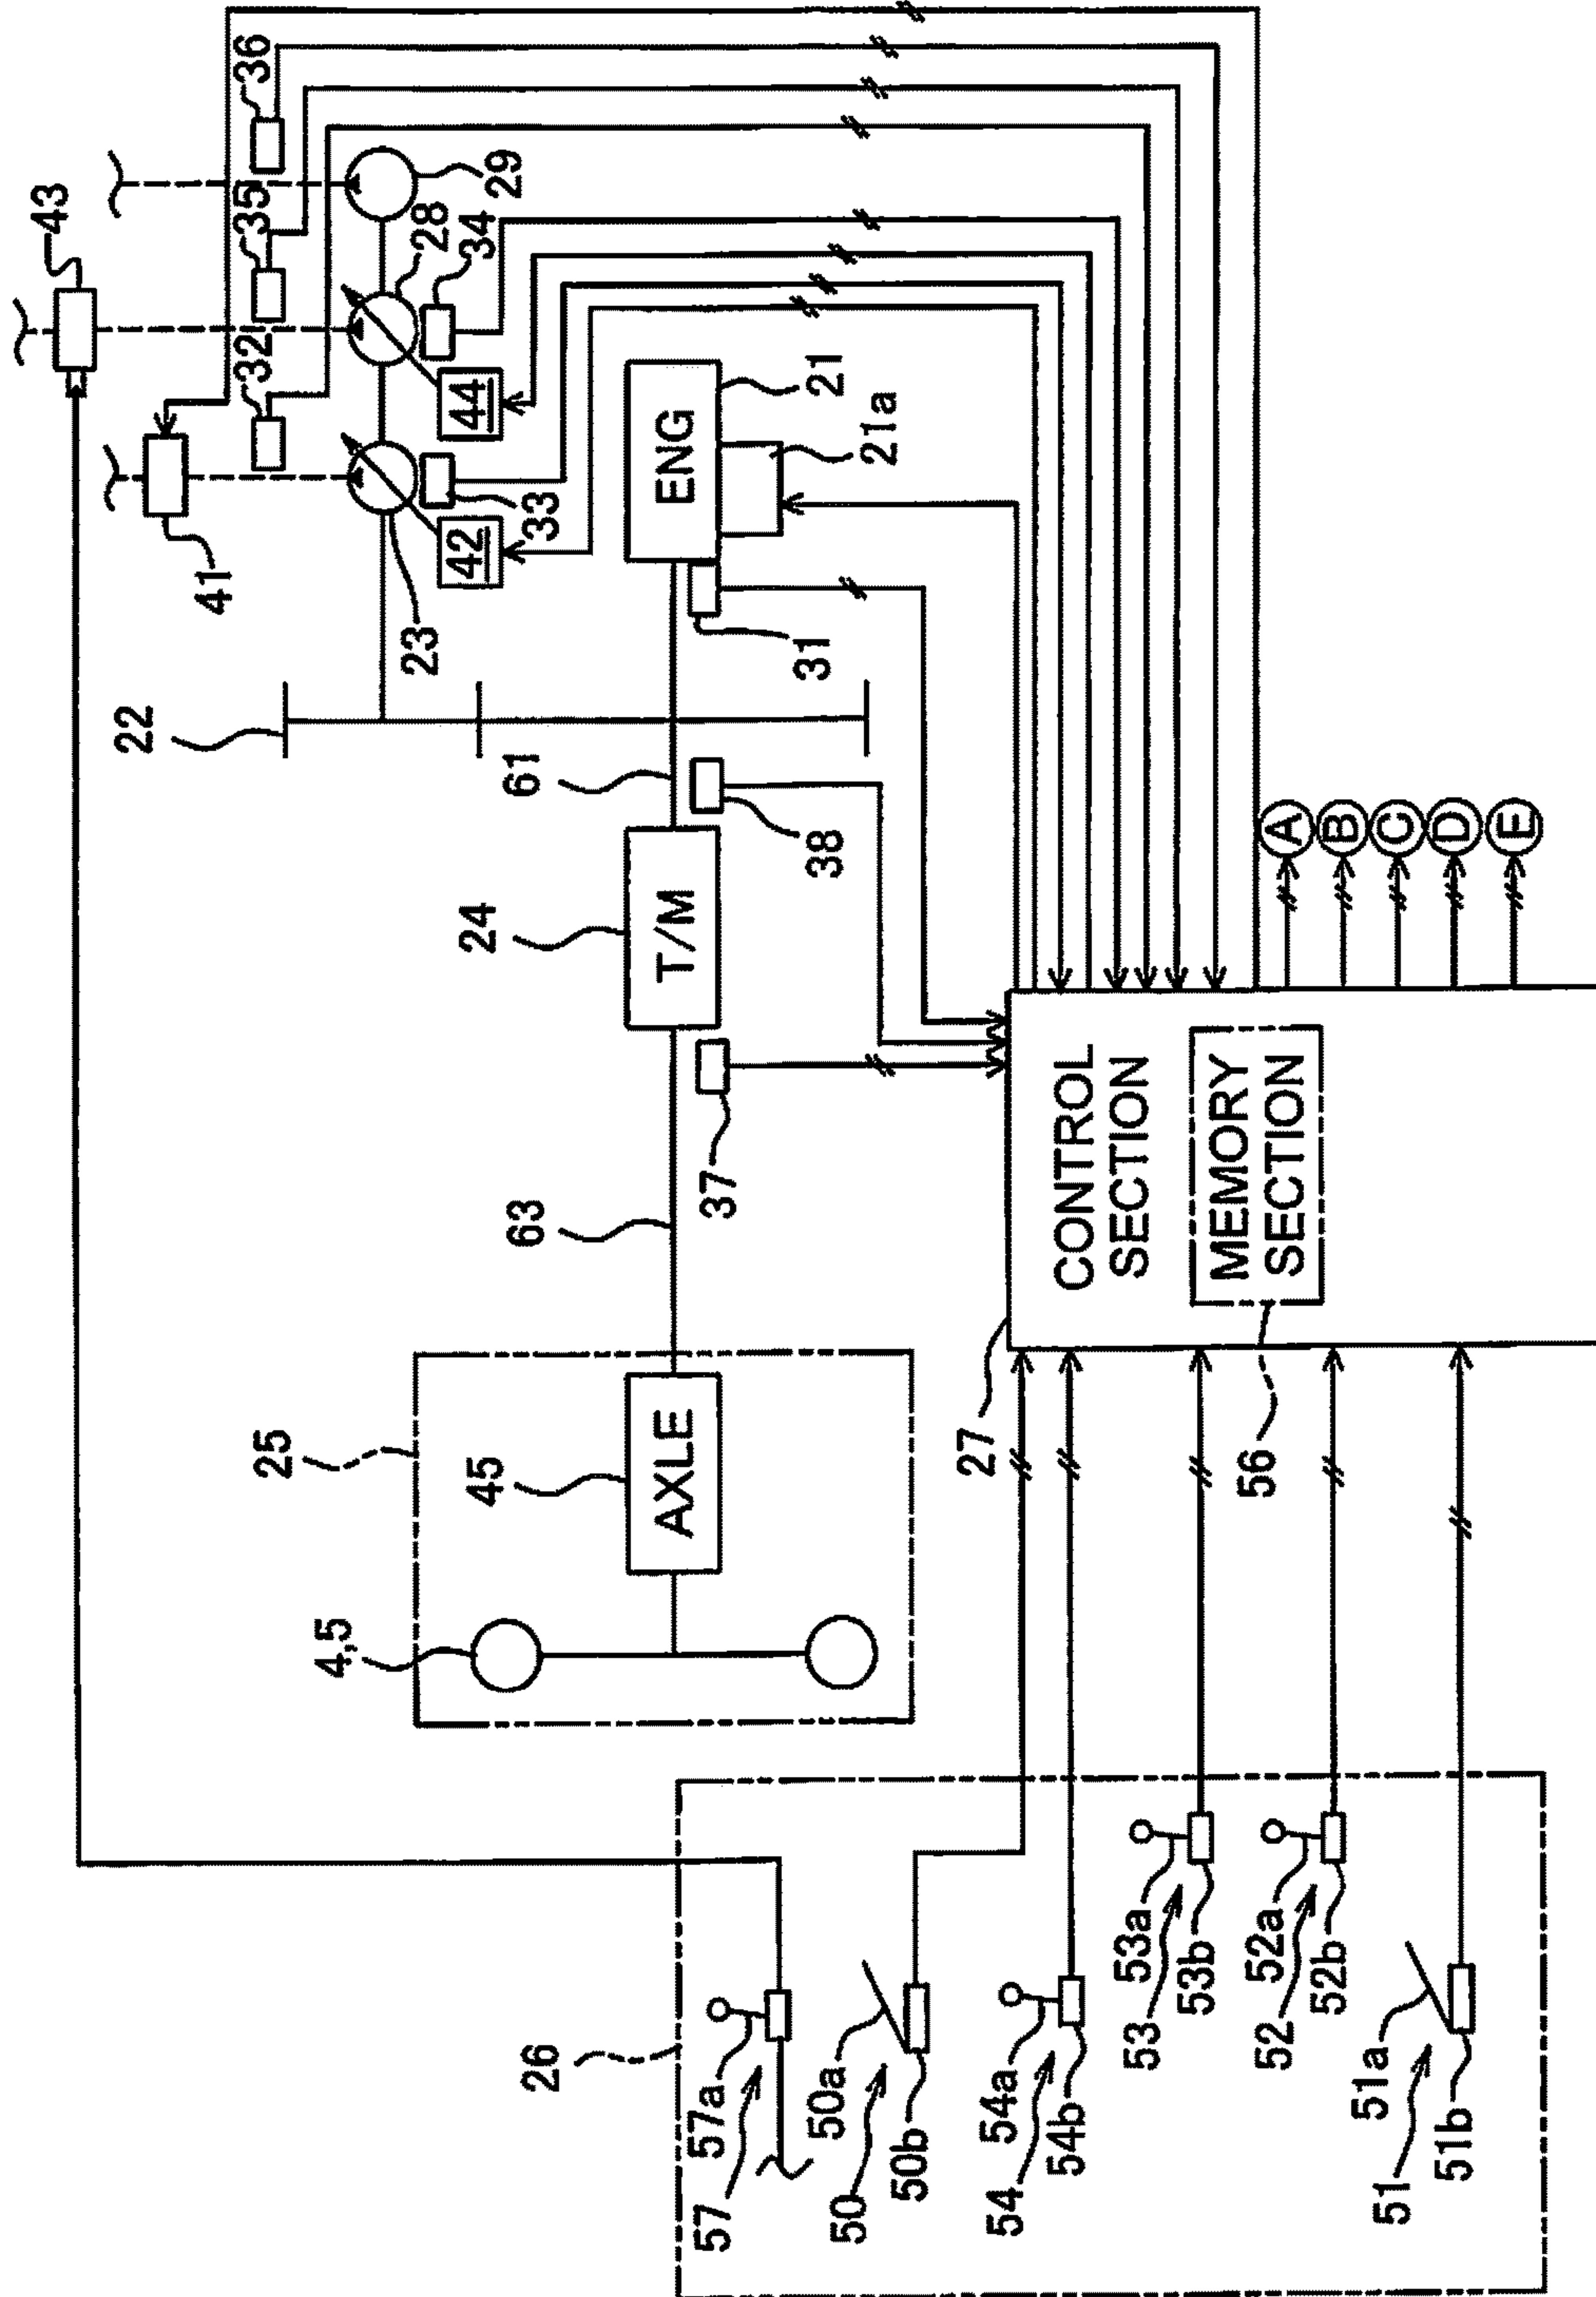 36
43
35
29
32
28
34
44
21
41
42
33
ENG
21a
23
31
22
61
38
24
T/M
A
B
C
D
E
37
63
CONTROL
SECTION
MEMORY
SECTION
25
45
AXLE
27
56
4,5
26
57a
57
50a
50
50b
54a
54
54b
53a
53
53b
52a
52
52b
51a
51
51b